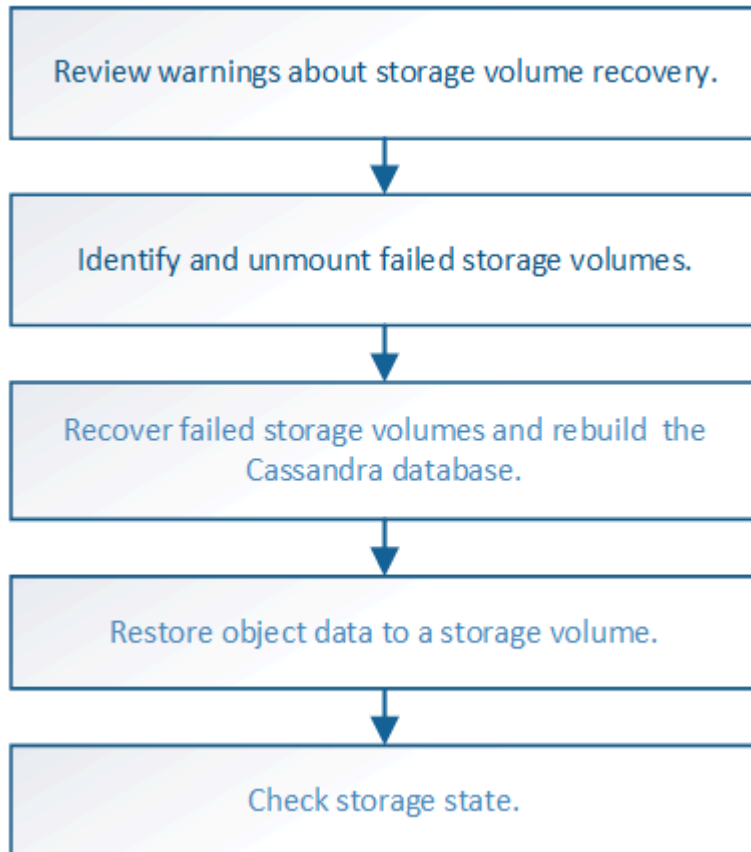 Review warnings about storage volume recovery.
Identify and unmount failed storage volumes.
Recover failed storage volumes and rebuild the
Cassandra database.
Restore object data to a storage volume.
Check storage state.